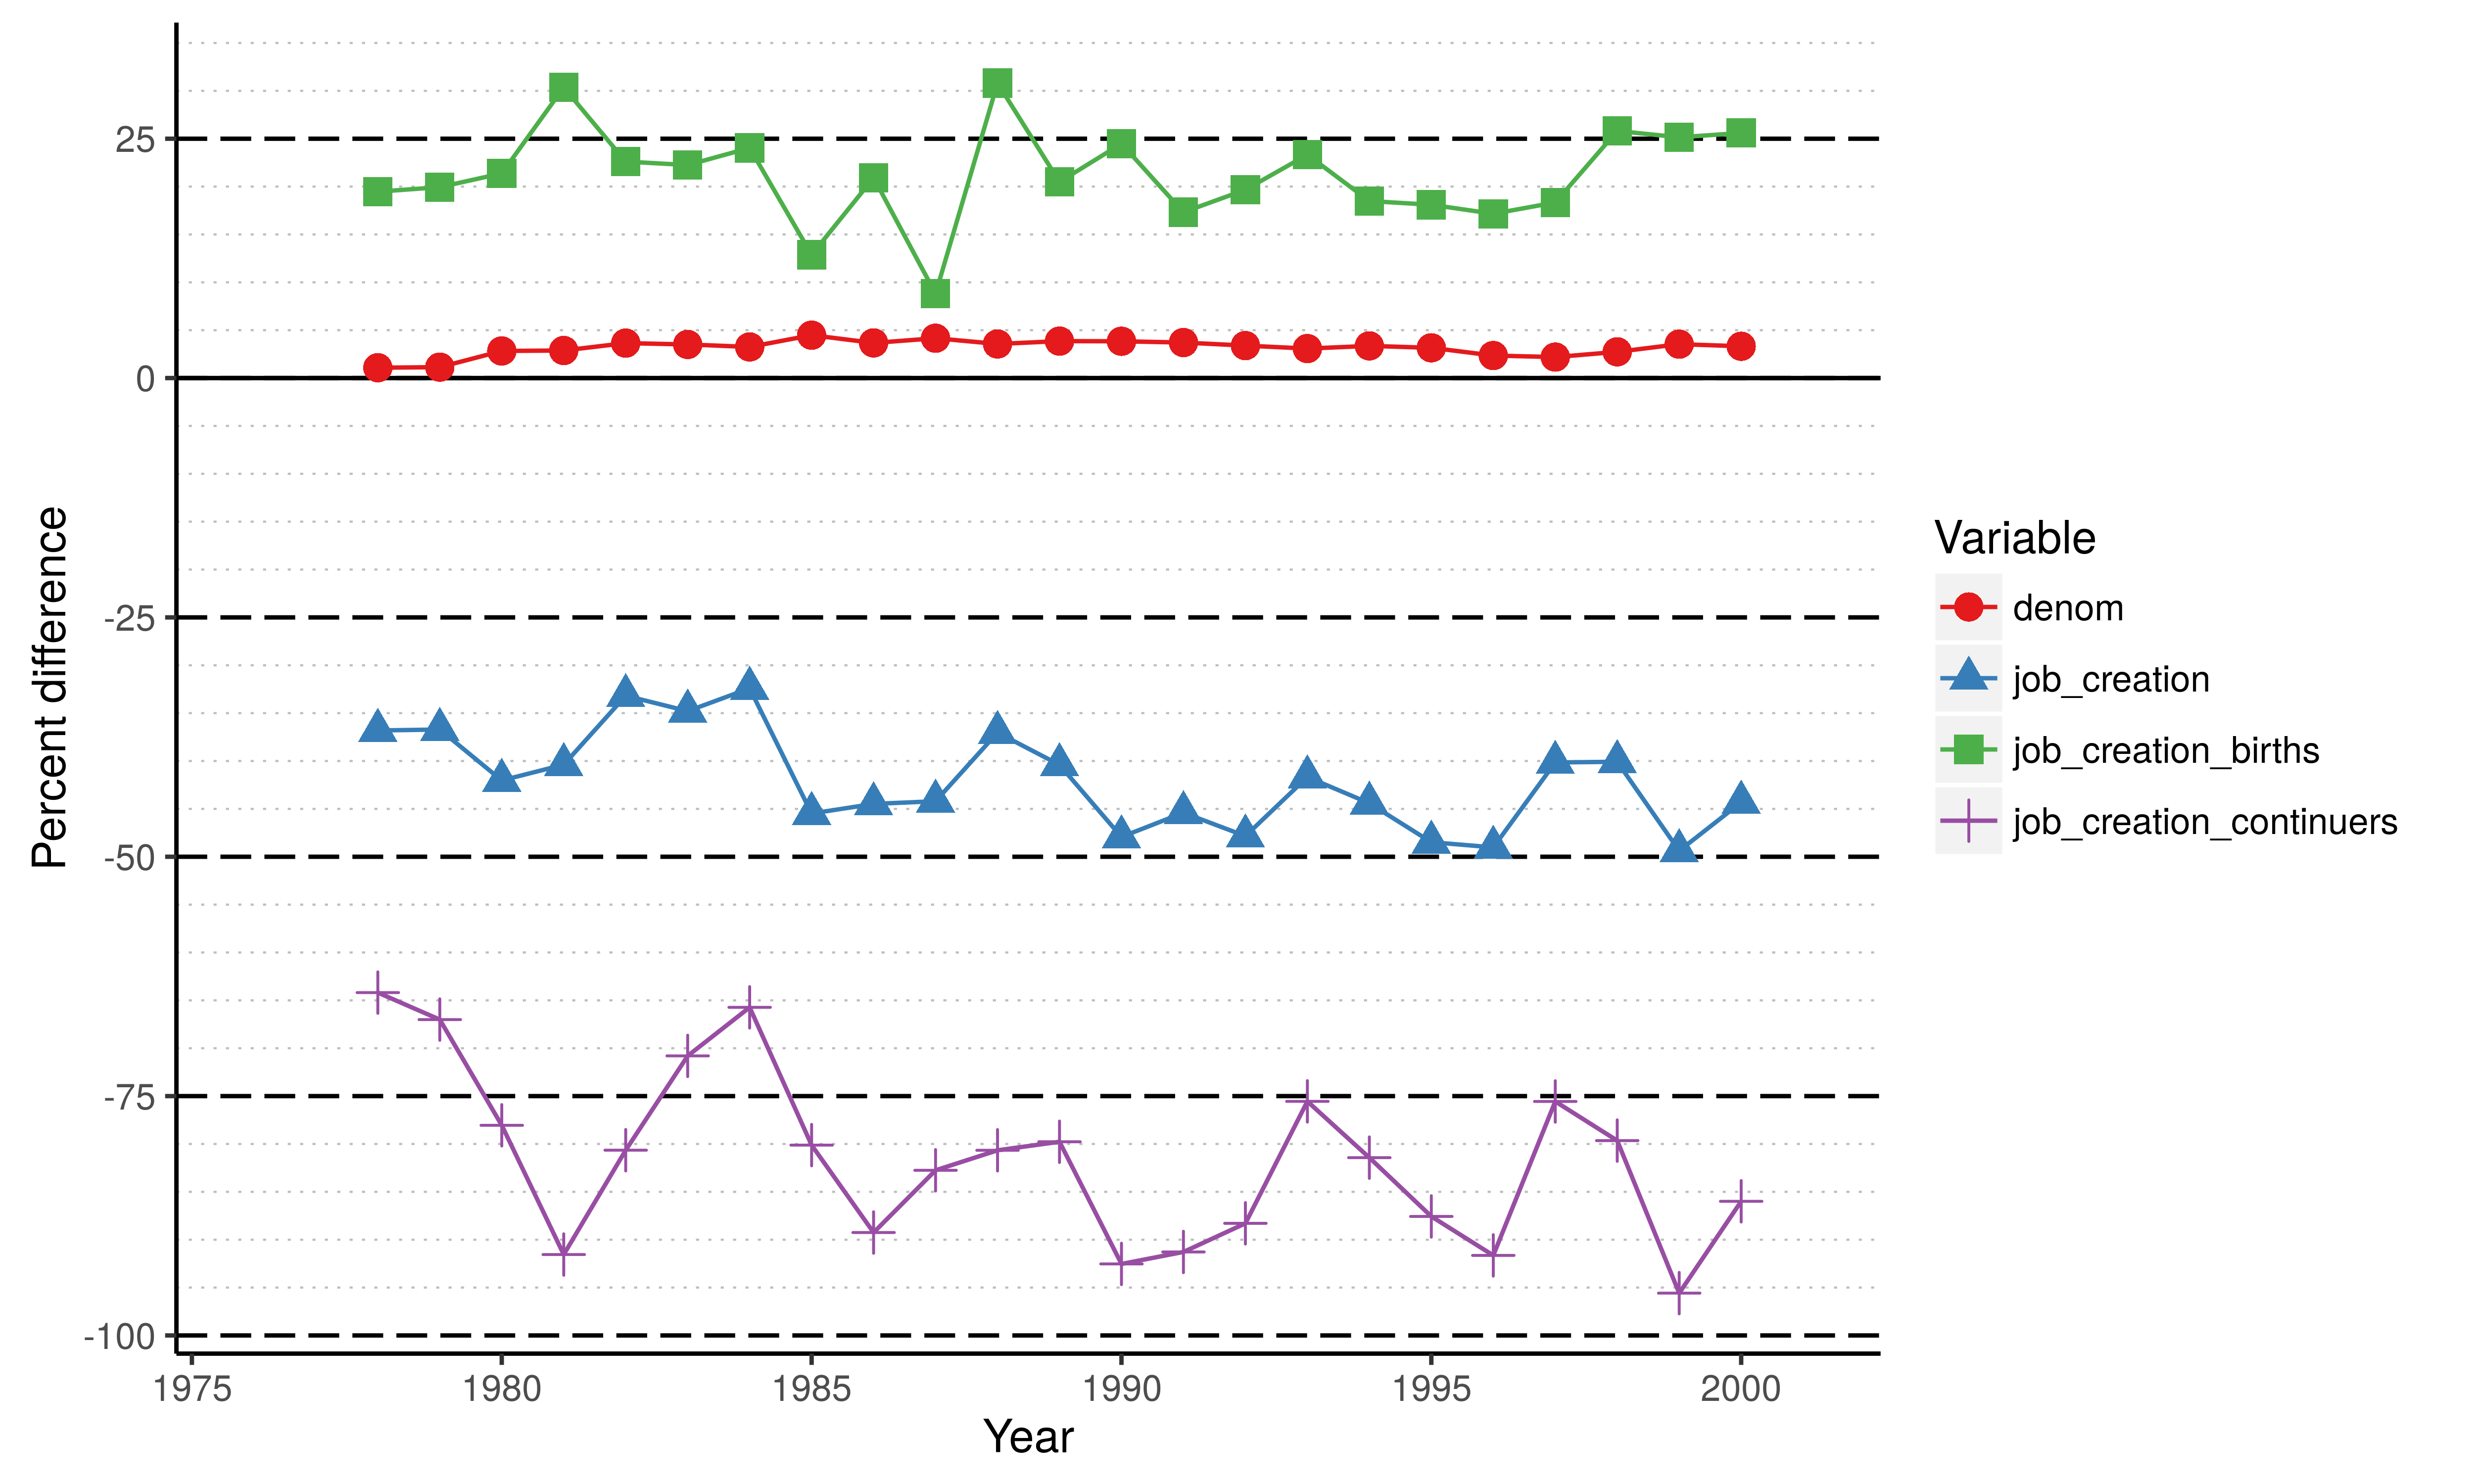 Percent difference
25
0
-25
-50
-75
-100
1975 1980 1985 1990 1995 2000
Year
Variable
denom
job_creation
job_creation_births
job_creation_continuers